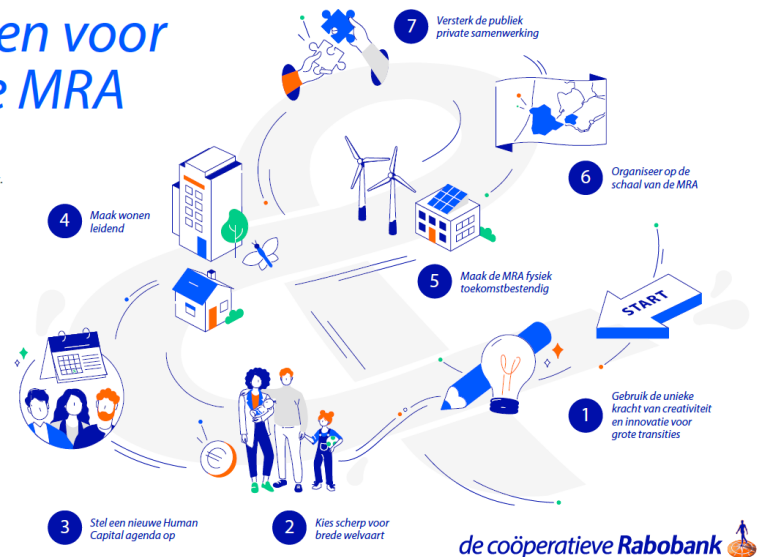 en voor
e MRA
7
Versterk de publiek
private samenwerking
6
Organiseer op de
schaal van de MRA
4
Maak wonen
leidend
5
Maak de MRA fysiek
toekomstbestendig
START
1
Gebruik de unieke
kracht van creativiteit
en innovatie voor
grote transities
3
Stel een nieuwe Human
Capital agenda op
2
Kies scherp voor
brede welvaart
de coöperatieve Rabobank